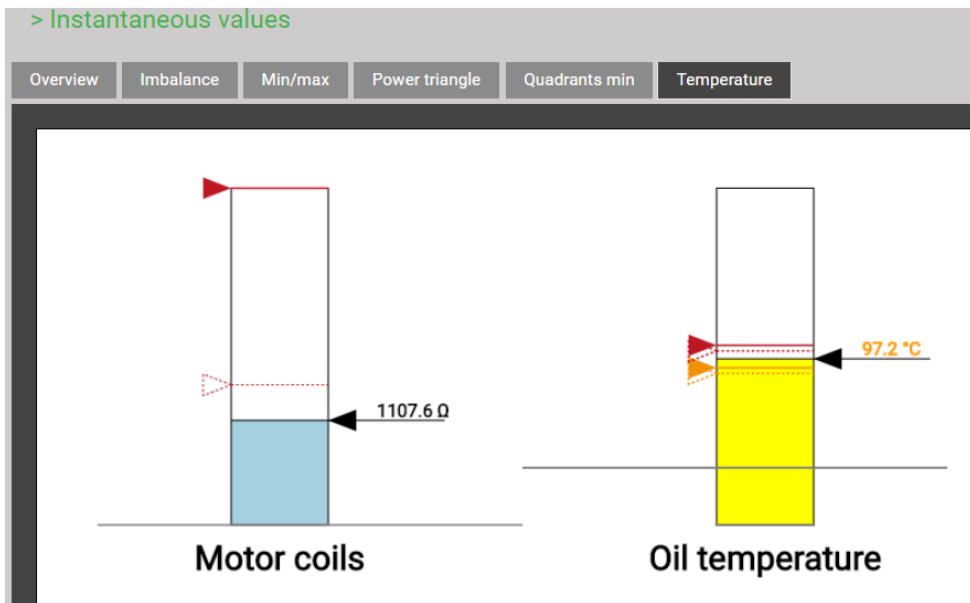 > Instantaneous values
Overview Imbalance Min/max Power triangle Quadrants min Temperature
97.2 °C
1107.6 Ω
Motor coils Oil temperature